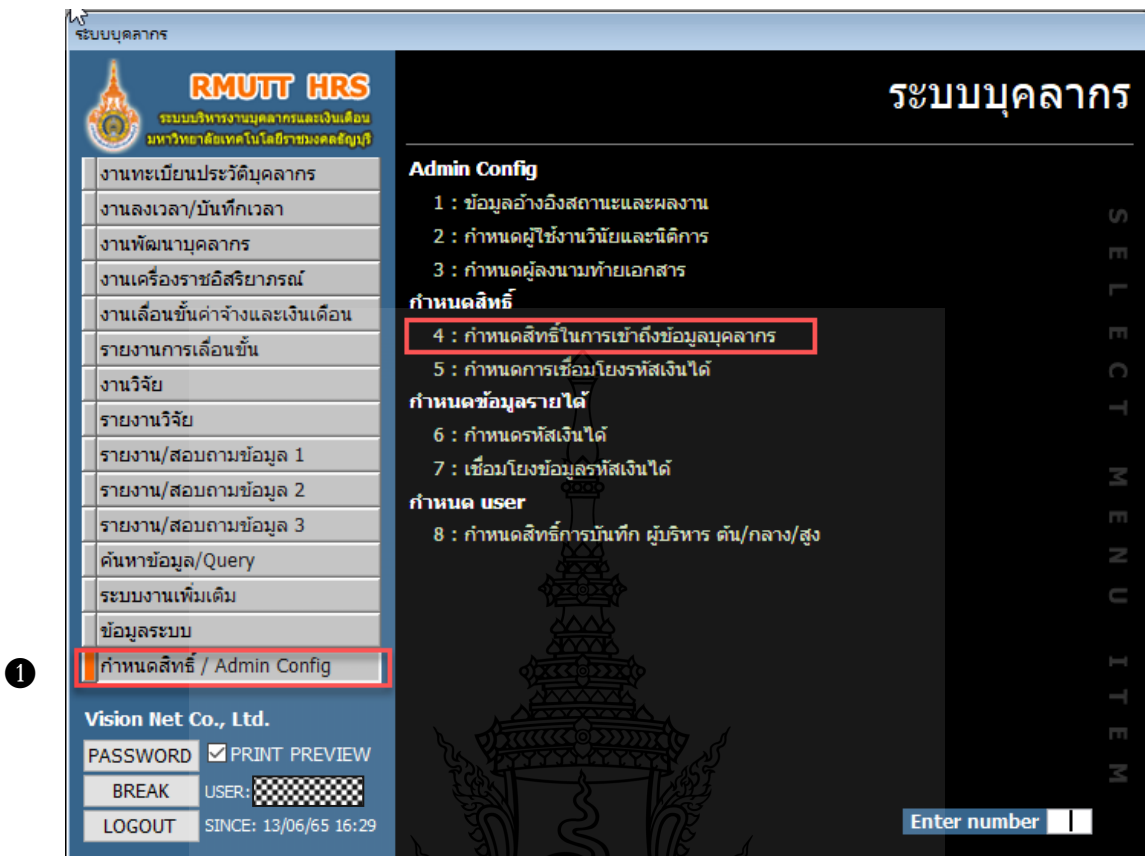 ระบบบุคลากร
RMUTT HRS
ระบบบริหารงานบุคลากรและเงินเดือน
มหาวิทยาลัยเทคโนโลยีราชมงคลธัญบุรี
ระบบบุคลากร
งานทะเบียนประวัติบุคลากร
งานลงเวลา/บันทึกเวลา
งานพัฒนาบุคลากร
งานเครื่องราชอิสริยาภรณ์
งานเลื่อนขั้นค่าจ้างและเงินเดือน
รายงานการเลื่อนขั้น
งานวิจัย
รายงานวิจัย
รายงาน/สอบถามข้อมูล 1
รายงาน/สอบถามข้อมูล 2
รายงาน/สอบถามข้อมูล 3
ค้นหาข้อมูล/Query
ระบบงานเพิ่มเติม
ข้อมูลระบบ
❶ กำหนดสิทธิ์ / Admin Config
Admin Config
1 : ข้อมูลอ้างอิงสถานะและผลงาน
2 : กำหนดผู้ใช้งานวินัยและนิติการ
3 : กำหนดผู้ลงนามท้ายเอกสาร
กำหนดสิทธิ์
4 : กำหนดสิทธิ์ในการเข้าถึงข้อมูลบุคลากร
5 : กำหนดการเชื่อมโยงรหัสเงินได้
กำหนดข้อมูลรายได้
6 : กำหนดรหัสเงินได้
7 : เชื่อมโยงข้อมูลรหัสเงินได้
กำหนด user
8 : กำหนดสิทธิ์การบันทึก ผู้บริหาร ต้น/กลาง/สูง
SELECT MENU ITEM
Vision Net Co., Ltd.
PASSWORD PRINT PREVIEW
BREAK USER:
LOGOUT SINCE: 13/06/65 16:29
Enter number